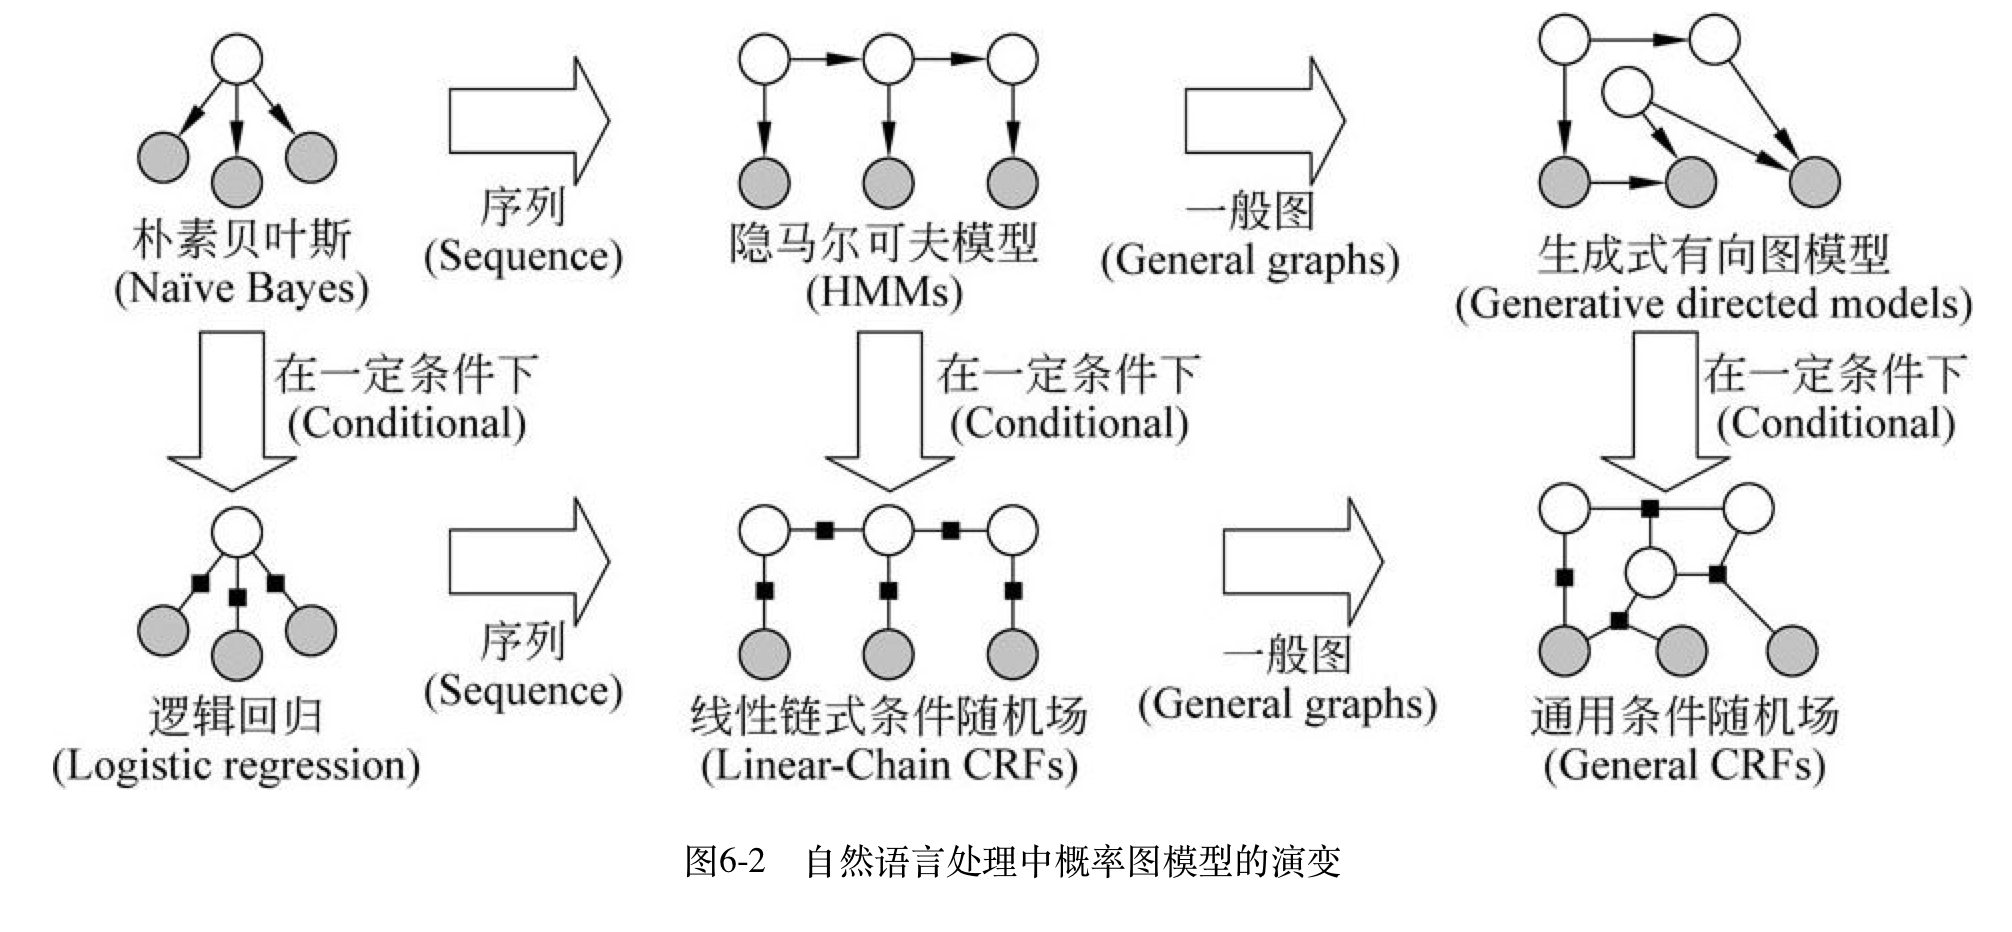 朴素贝叶斯
(Naïve Bayes)
序列
(Sequence)
隐马尔可夫模型
(HMMs)
一般图
(General graphs)
生成式有向图模型
(Generative directed models)
在一定条件下
(Conditional)
在一定条件下
(Conditional)
在一定条件下
(Conditional)
逻辑回归
(Logistic regression)
序列
(Sequence)
线性链式条件随机场
(Linear-Chain CRFs)
一般图
(General graphs)
通用条件随机场
(General CRFs)
图6-2 自然语言处理中概率图模型的演变